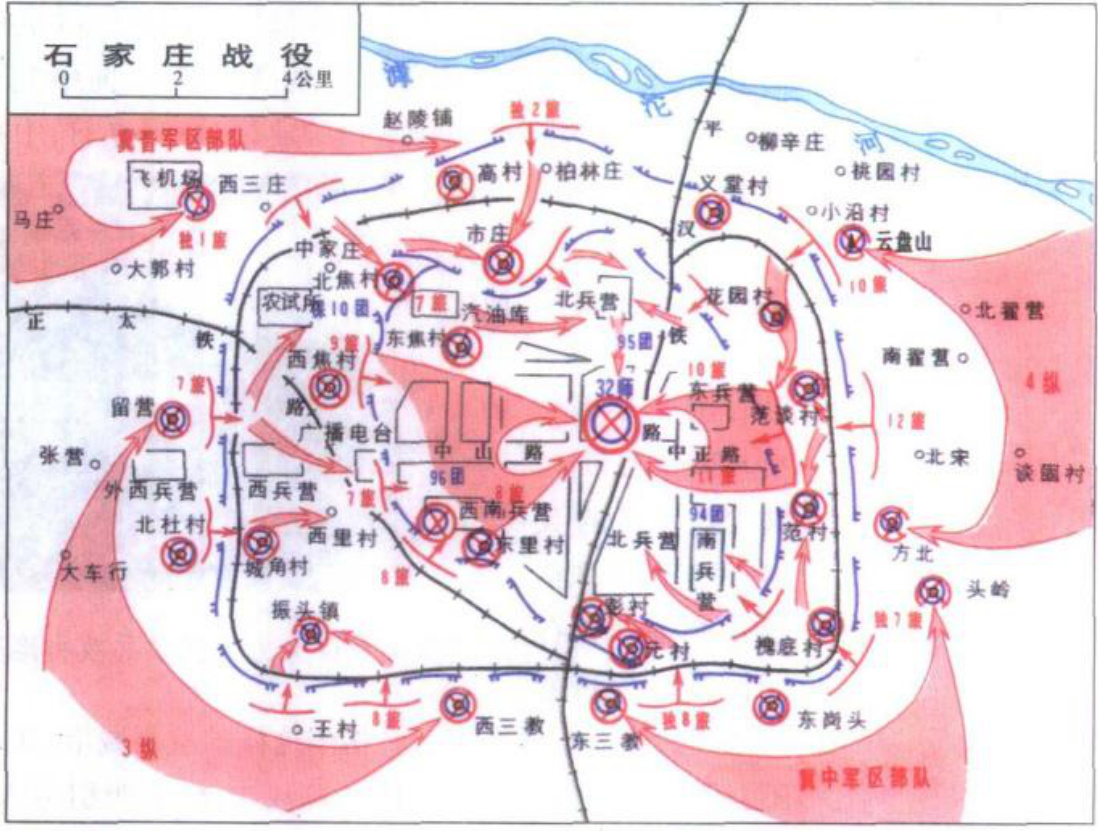 石家庄战役
0 2 4公里
滹 沱 河
赵陵铺
独2旅
平
柳辛庄
冀晋军区部队
飞机场
西三庄
高村
柏林庄
义堂村
桃园村
小沿村
马庄
独1旅
市庄
汉
云盘山
大郭村
中家庄
北焦村
10旅
农试所
10团
7旅
汽油库
北兵营
花园村
北翟营
正 太
铁
9旅
东焦村
95团
铁
南翟营
4纵
7旅
西焦村
32师
10旅
东兵营
范谈村
留营
路
广播电台
中 山 路
路
中正路
12旅
北宋
谈固村
张营
外西兵营
西兵营
7旅
96团
8旅
11旅
北杜村
西里村
西南兵营
94团
范村
方北
大车行
城角村
东里村
北兵营
南兵营
8旅
头岭
振头镇
彭村
元村
槐底村
独7旅
3纵
王村
8旅
西三教
东三教
独8旅
东岗头
冀中军区部队